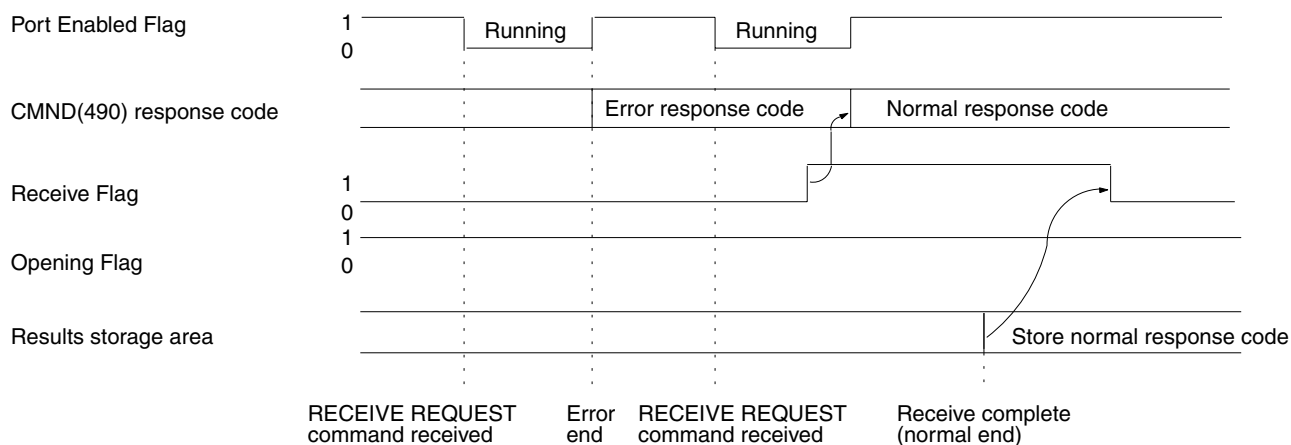 Port Enabled Flag
1
0
Running
Running
CMND(490) response code
Error response code
Normal response code
Receive Flag
1
0
Opening Flag
1
0
Results storage area
Store normal response code
RECEIVE REQUEST
command received
Error
end
RECEIVE REQUEST
command received
Receive complete
(normal end)